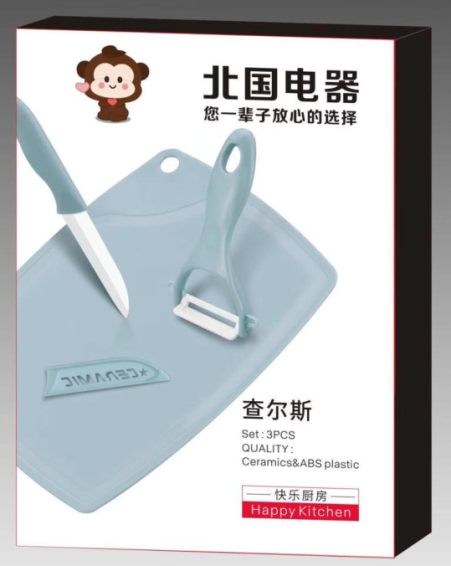 北国电器
您一辈子放心的选择
CERAMIC
查尔斯
Set : 3PCS
QUALITY :
Ceramics&ABS plastic
快乐厨房
Happy Kitchen